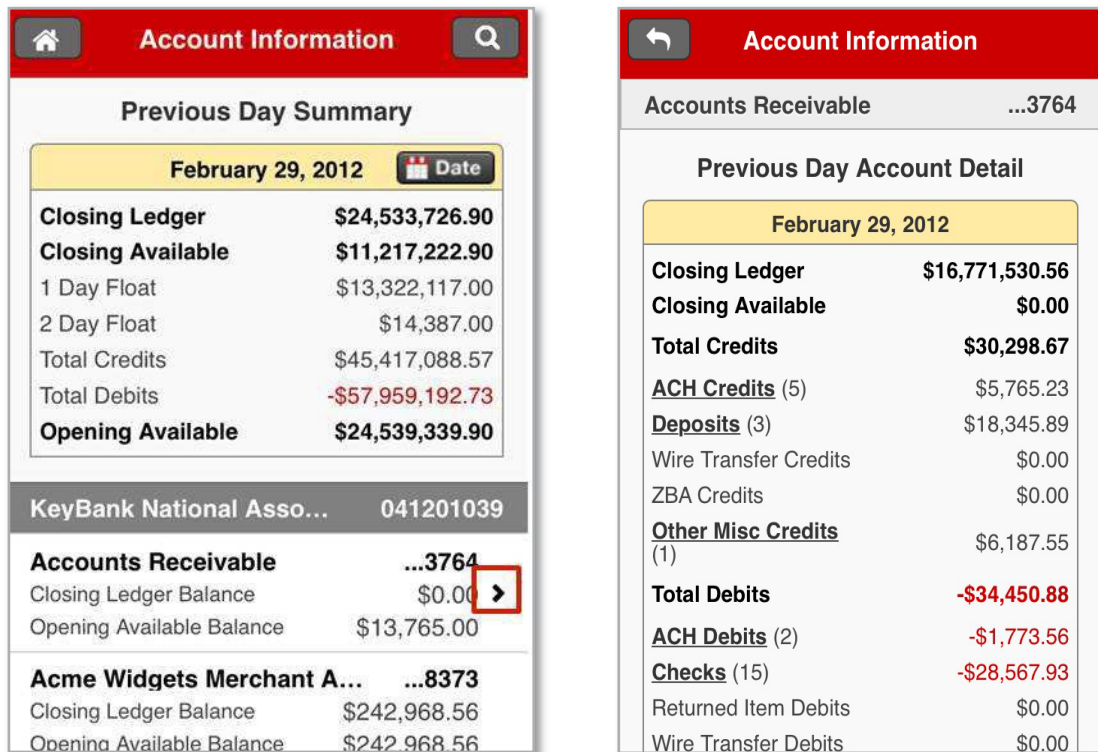 Account Information
Previous Day Summary
February 29, 2012 Date
Closing Ledger $24,533,726.90
Closing Available $11,217,222.90
1 Day Float $13,322,117.00
2 Day Float $14,387.00
Total Credits $45,417,088.57
Total Debits -$57,959,192.73
Opening Available $24,539,339.90
KeyBank National Asso... 041201039
Accounts Receivable ...3764
Closing Ledger Balance $0.00
Opening Available Balance $13,765.00
Acme Widgets Merchant A... ...8373
Closing Ledger Balance $242,968.56
Opening Available Balance $242,968.56
Account Information
Accounts Receivable ...3764
Previous Day Account Detail
February 29, 2012
Closing Ledger $16,771,530.56
Closing Available $0.00
Total Credits $30,298.67
ACH Credits (5) $5,765.23
Deposits (3) $18,345.89
Wire Transfer Credits $0.00
ZBA Credits $0.00
Other Misc Credits
(1) $6,187.55
Total Debits -$34,450.88
ACH Debits (2) -$1,773.56
Checks (15) -$28,567.93
Returned Item Debits $0.00
Wire Transfer Debits $0.00